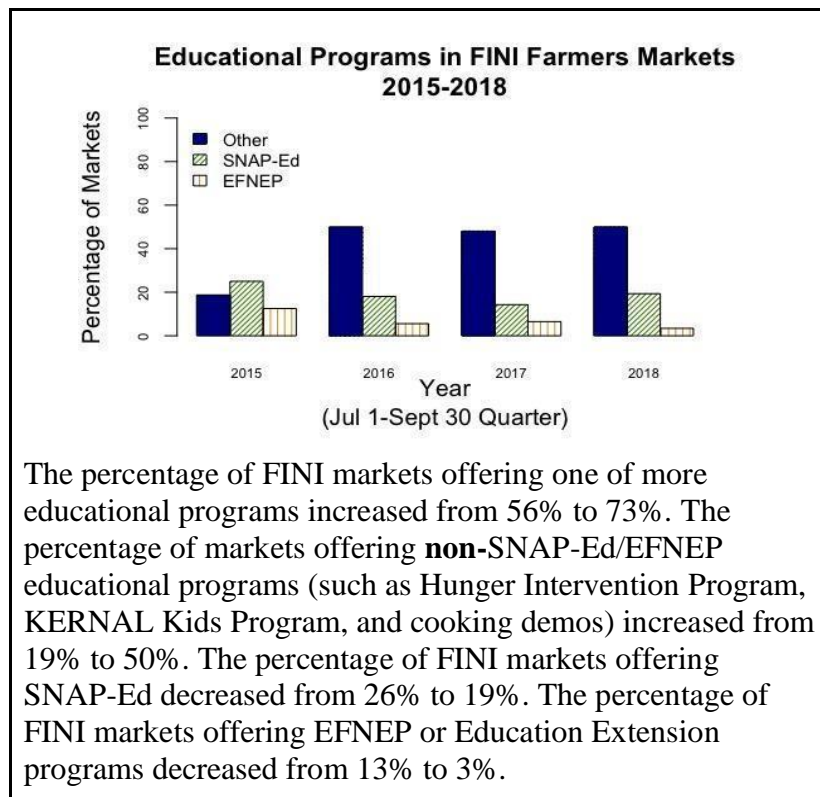 Educational Programs in FINI Farmers Markets
2015-2018
Percentage of Markets
100
80
60
40
20
0
Other
SNAP-Ed
EFNEP
2015
2016
2017
2018
Year
(Jul 1-Sept 30 Quarter)
The percentage of FINI markets offering one of more
educational programs increased from 56% to 73%. The
percentage of markets offering non-SNAP-Ed/EFNEP
educational programs (such as Hunger Intervention Program,
KERNAL Kids Program, and cooking demos) increased from
19% to 50%. The percentage of FINI markets offering
SNAP-Ed decreased from 26% to 19%. The percentage of
FINI markets offering EFNEP or Education Extension
programs decreased from 13% to 3%.